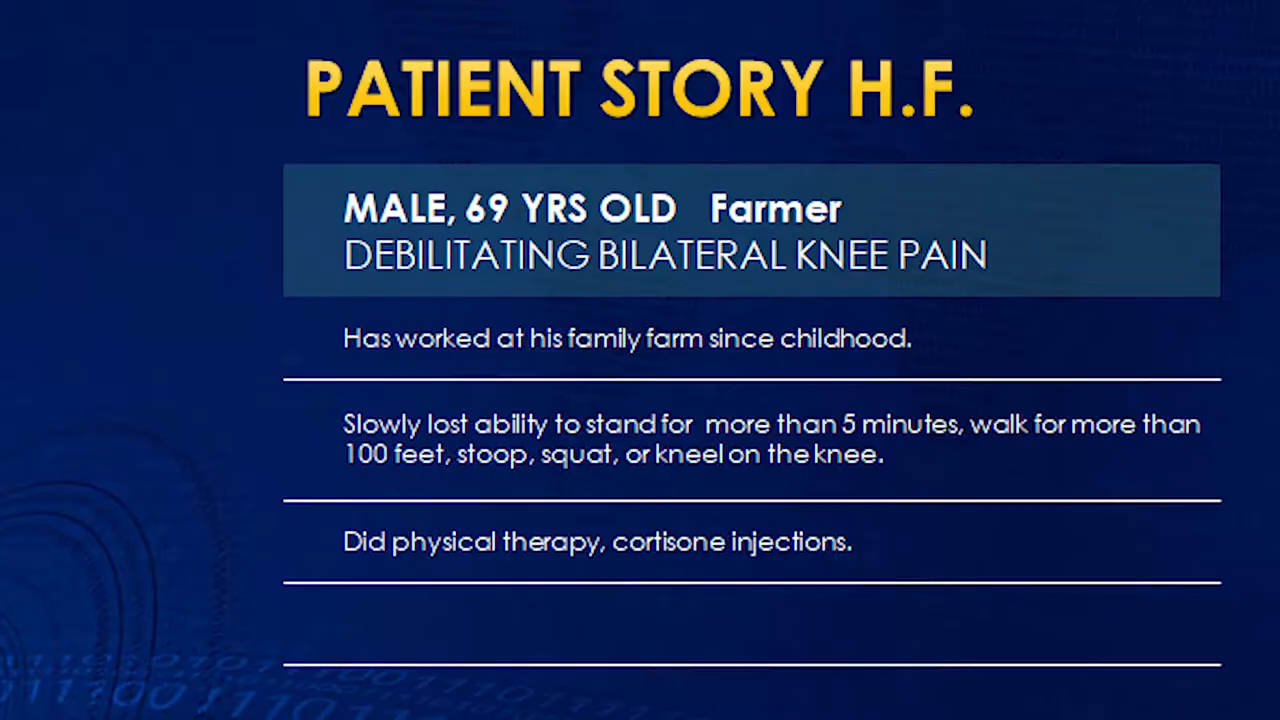 PATIENT STORY H.F.
MALE, 69 YRS OLD Farmer
DEBILITATING BILATERAL KNEE PAIN
Has worked at his family farm since childhood.
Slowly lost ability to stand for more than 5 minutes, walk for more than
100 feet, stoop, squat, or kneel on the knee.
Did physical therapy, cortisone injections.